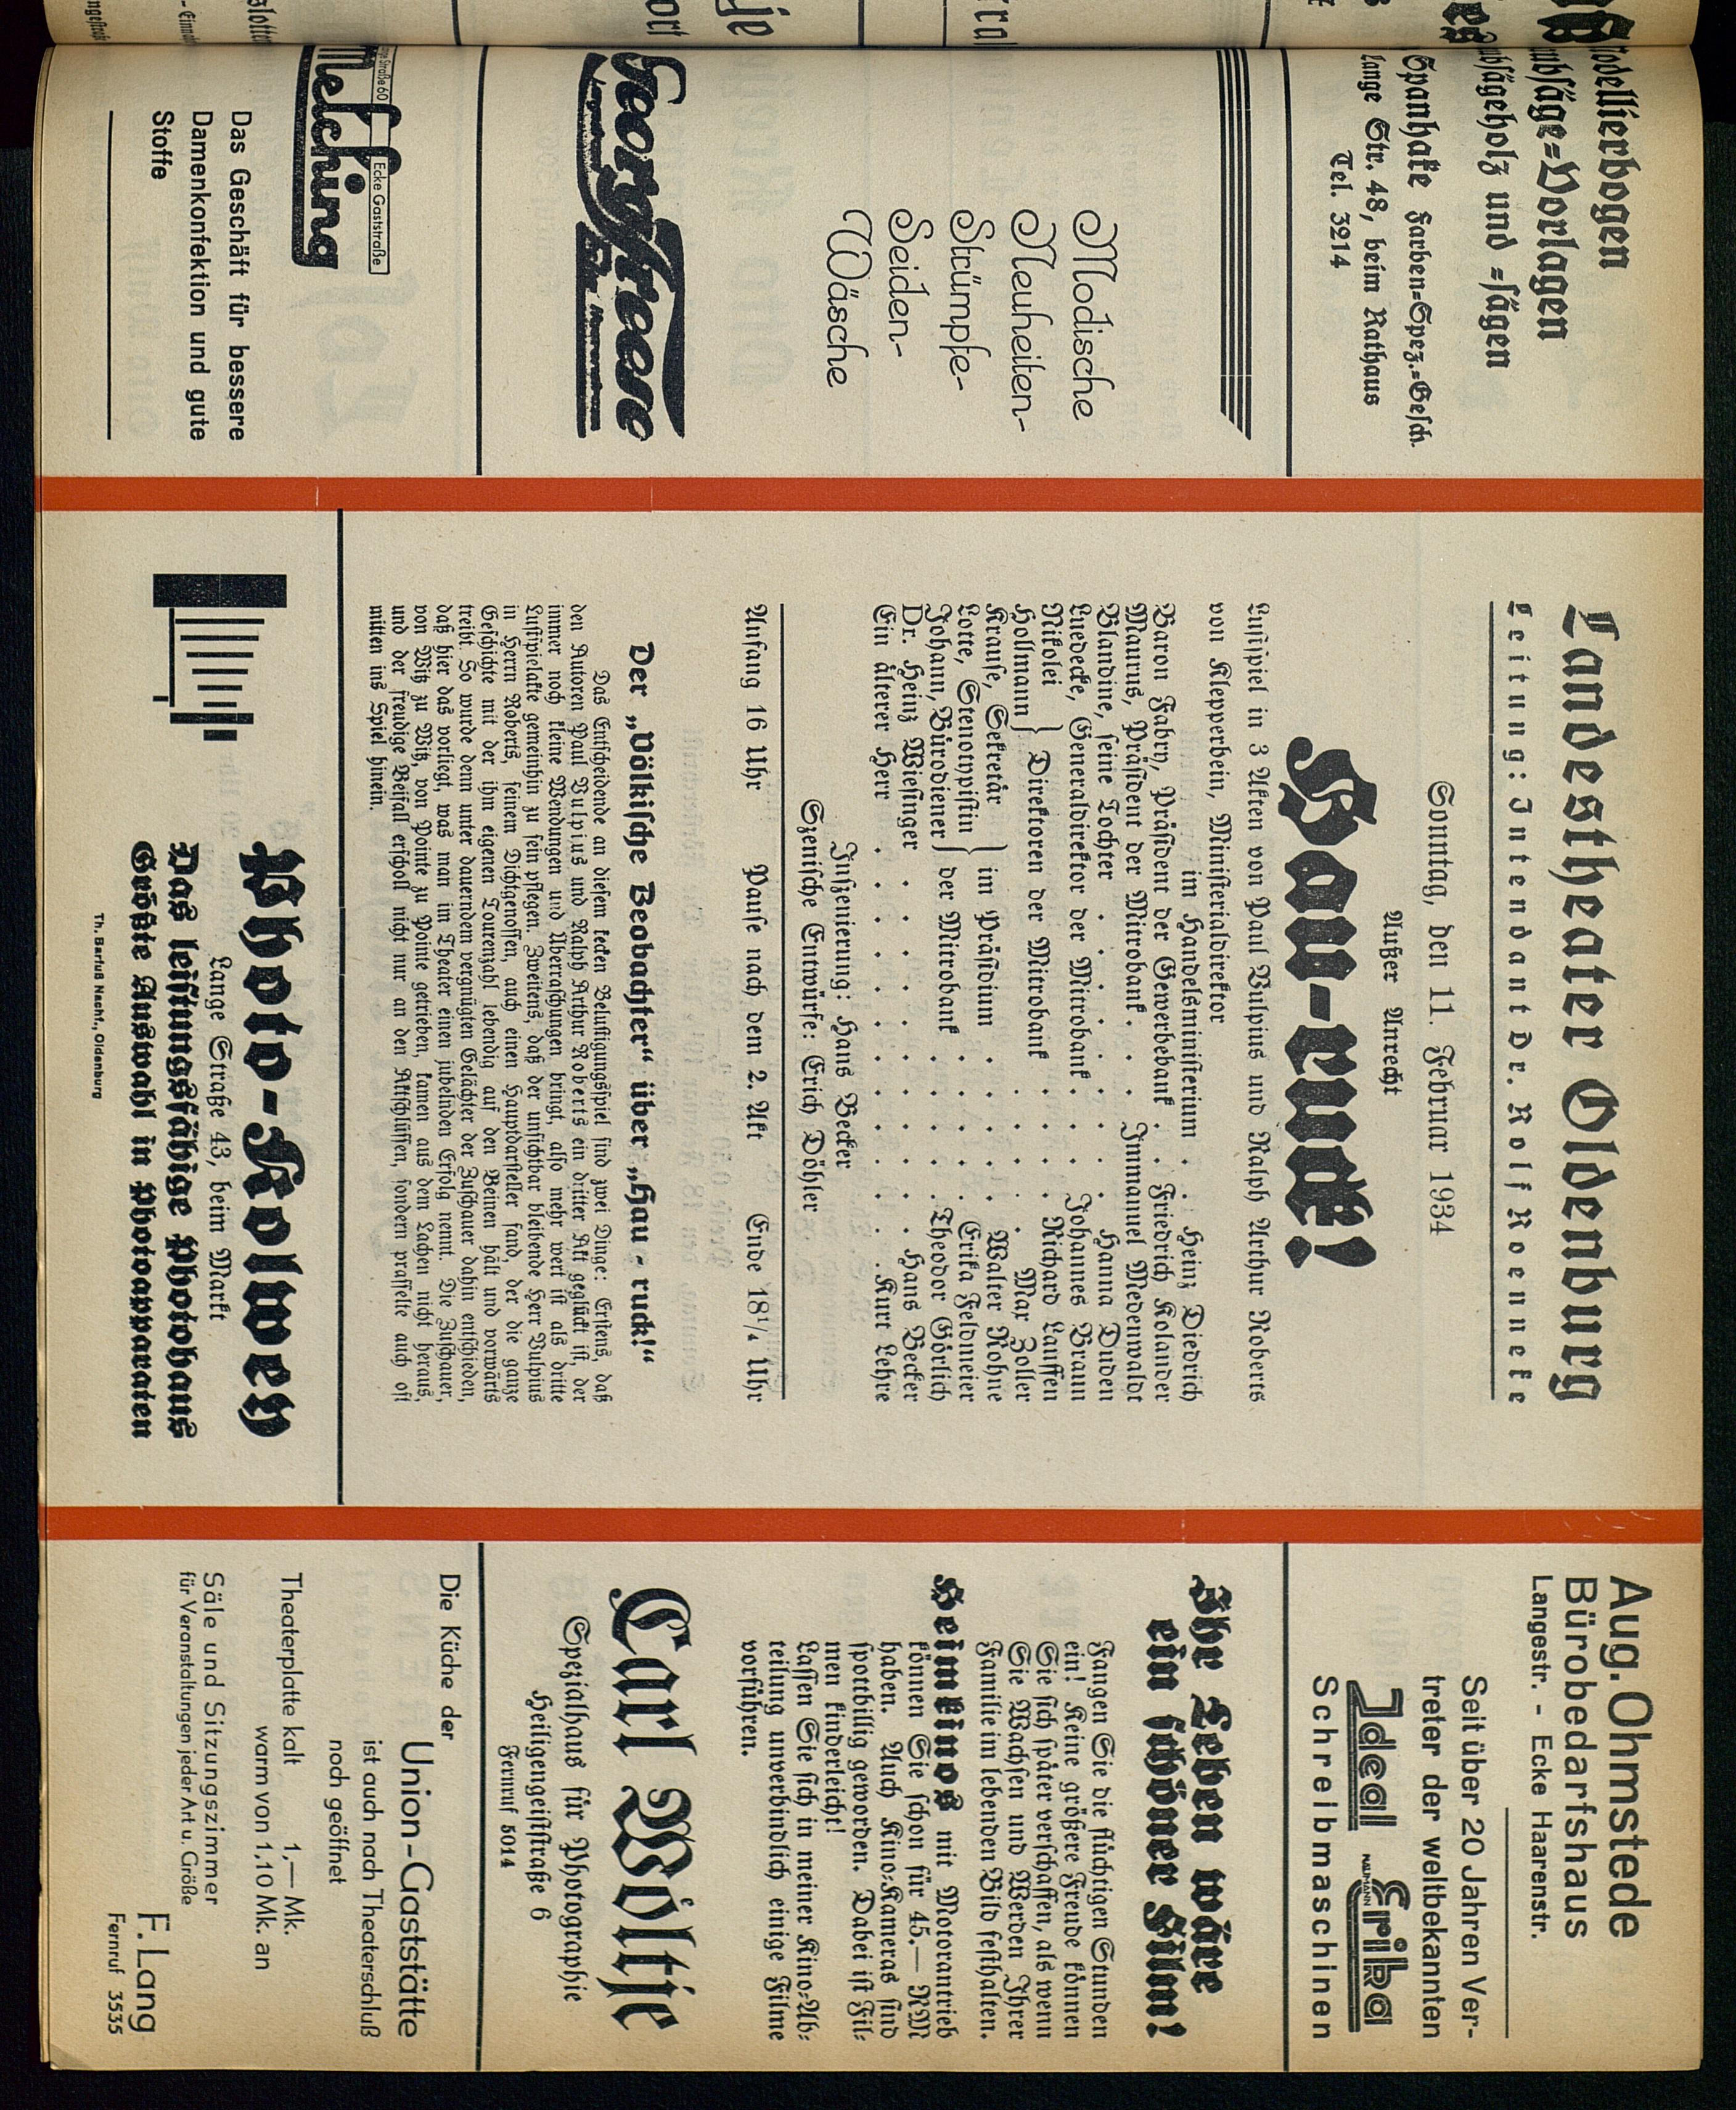 Modellierbogen
Laubsäge=Vorlagen
Laubsägeholz und =sägen
Spanhake Farben=Spez.=Gesch.
Lange Str. 48, beim Rathaus
Tel. 3214
Modische
Neuheiten-
Strümpfe-
Seiden-
Wäsche
Georg Freese
Lange Straße 60
Ecke Gaststraße
Melching
Das Geschäft für bessere
Damenkonfektion und gute
Stoffe
Landestheater Oldenburg
Leitung: Intendant Dr. Rolf Roennecke
Sonntag, den 11. Februar 1934
Außer Anrecht
Hau-ruck!
Lustspiel in 3 Akten von Paul Vulpius und Ralph Arthur Roberts
von Klepperbein, Ministerialdirektor
im Handelsministerium . . Heinz Diedrich
Baron Fabry, Präsident der Gewerbebank . . Friedrich Kolander
Maurus, Präsident der Mitrobank . . . Immanuel Medenwaldt
Blandine, seine Tochter . . . . . . . . Hanna Duden
Luedecke, Generaldirektor der Mitrobank . . . Johannes Braun
Nikolei } Direktoren der Mitrobank . . . . . Richard Lauffen
Hollmann } . . . . . Max Zoller
Krause, Sekretär } im Präsidium . . . . . Walter Rohne
Lotte, Stenotypistin } der Mitrobank . . . . . Erika Feldmeier
Johann, Bürodiener } . . . . . Theodor Görlich
Dr. Heinz Wiesinger . . . . . . . . . Hans Becker
Ein älterer Herr . . . . . . . . . . Kurt Lehre
Inszenierung: Hans Becker
Szenische Entwürfe: Erich Döhler
Anfang 16 Uhr Pause nach dem 2. Akt Ende 18¼ Uhr
Der „Völkische Beobachter“ über „Hau - ruck!“
Das Entscheidende an diesem kecken Belustigungsspiel sind zwei Dinge: Erstens, daß
den Autoren Paul Vulpius und Ralph Arthur Roberts ein dritter Akt geglückt ist, der
immer noch kleine Wendungen und Überraschungen bringt, also mehr wert ist als dritte
Lustspielakte gemeinhin zu sein pflegen. Zweitens, daß der unsichtbar bleibende Herr Vulpius
in Herrn Roberts, seinem Dichtgenossen, auch einen Hauptdarsteller fand, der die ganze
Geschichte mit der ihm eigenen Tourenzahl lebendig auf den Beinen hält und vorwärts
treibt. So wurde denn unter dauerndem vergnügten Gelächter der Zuschauer dahin entschieden,
daß hier das vorliegt, was man im Theater einen jubelnden Erfolg nennt. Die Zuschauer,
von Witz zu Witz, von Pointe zu Pointe getrieben, kamen aus dem Lachen nicht heraus,
und der freudige Beifall erscholl nicht nur an den Aktschlüssen, sondern prasselte auch oft
mitten ins Spiel hinein.
Photo-Kolwey
Lange Straße 43, beim Markt
Das leistungsfähige Photohaus
Größte Auswahl in Photoapparaten
Th. Barfuß Nachf., Oldenburg
Aug. Ohmstede
Bürobedarfshaus
Langestr. - Ecke Haarenstr.
Seit über 20 Jahren Ver-
treter der weltbekannten
Ideal NAUMANN Erika
Schreibmaschinen
Ihr Leben wäre
ein schöner Film!
Fangen Sie die flüchtigen Stunden
ein! Keine größere Freude können
Sie sich später verschaffen, als wenn
Sie Wachsen und Werden Ihrer
Familie im lebenden Bild festhalten.
Heimkinos mit Motorantrieb
können Sie schon für 45.— RM
haben. Auch Kino=Kameras sind
spottbillig geworden. Dabei ist Fil=
men kinderleicht!
Lassen Sie sich in meiner Kino=Ab=
teilung unverbindlich einige Filme
vorführen.
Carl Wöltje
Spezialhaus für Photographie
Heiligengeiststraße 6
Fernruf 5014
Die Küche der
Union-Gaststätte
ist auch nach Theaterschluß
noch geöffnet
Theaterplatte kalt 1,— Mk.
warm von 1,10 Mk. an
Säle und Sitzungszimmer
für Veranstaltungen jeder Art u. Größe
F. Lang
Fernruf 3535